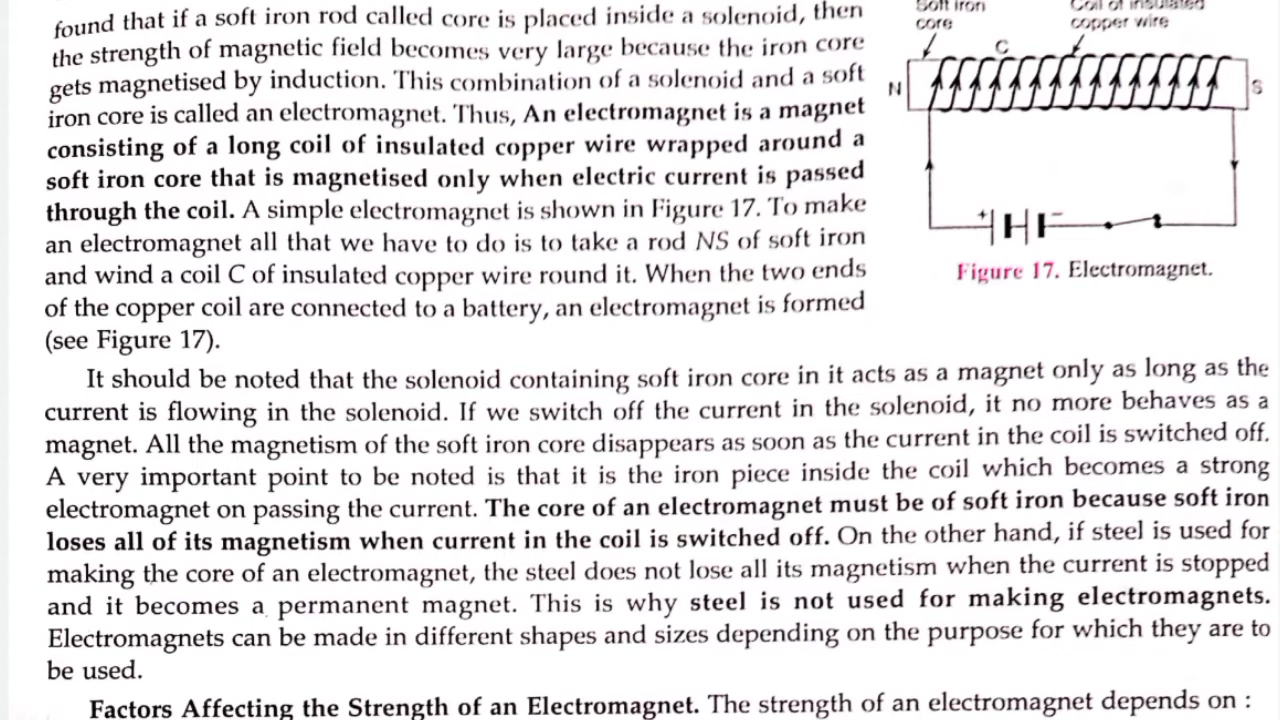 found that if a soft iron rod called core is placed inside a solenoid, then
the strength of magnetic field becomes very large because the iron core
gets magnetised by induction. This combination of a solenoid and a soft
iron core is called an electromagnet. Thus, An electromagnet is a magnet
consisting of a long coil of insulated copper wire wrapped around a
soft iron core that is magnetised only when electric current is passed
through the coil. A simple electromagnet is shown in Figure 17. To make
an electromagnet all that we have to do is to take a rod NS of soft iron
and wind a coil C of insulated copper wire round it. When the two ends
of the copper coil are connected to a battery, an electromagnet is formed
(see Figure 17).
Soft iron
core
Coil of insulated
copper wire
C
N
S
+
−
Figure 17. Electromagnet.
It should be noted that the solenoid containing soft iron core in it acts as a magnet only as long as the
current is flowing in the solenoid. If we switch off the current in the solenoid, it no more behaves as a
magnet. All the magnetism of the soft iron core disappears as soon as the current in the coil is switched off.
A very important point to be noted is that it is the iron piece inside the coil which becomes a strong
electromagnet on passing the current. The core of an electromagnet must be of soft iron because soft iron
loses all of its magnetism when current in the coil is switched off. On the other hand, if steel is used for
making the core of an electromagnet, the steel does not lose all its magnetism when the current is stopped
and it becomes a permanent magnet. This is why steel is not used for making electromagnets.
Electromagnets can be made in different shapes and sizes depending on the purpose for which they are to
be used.
Factors Affecting the Strength of an Electromagnet. The strength of an electromagnet depends on :